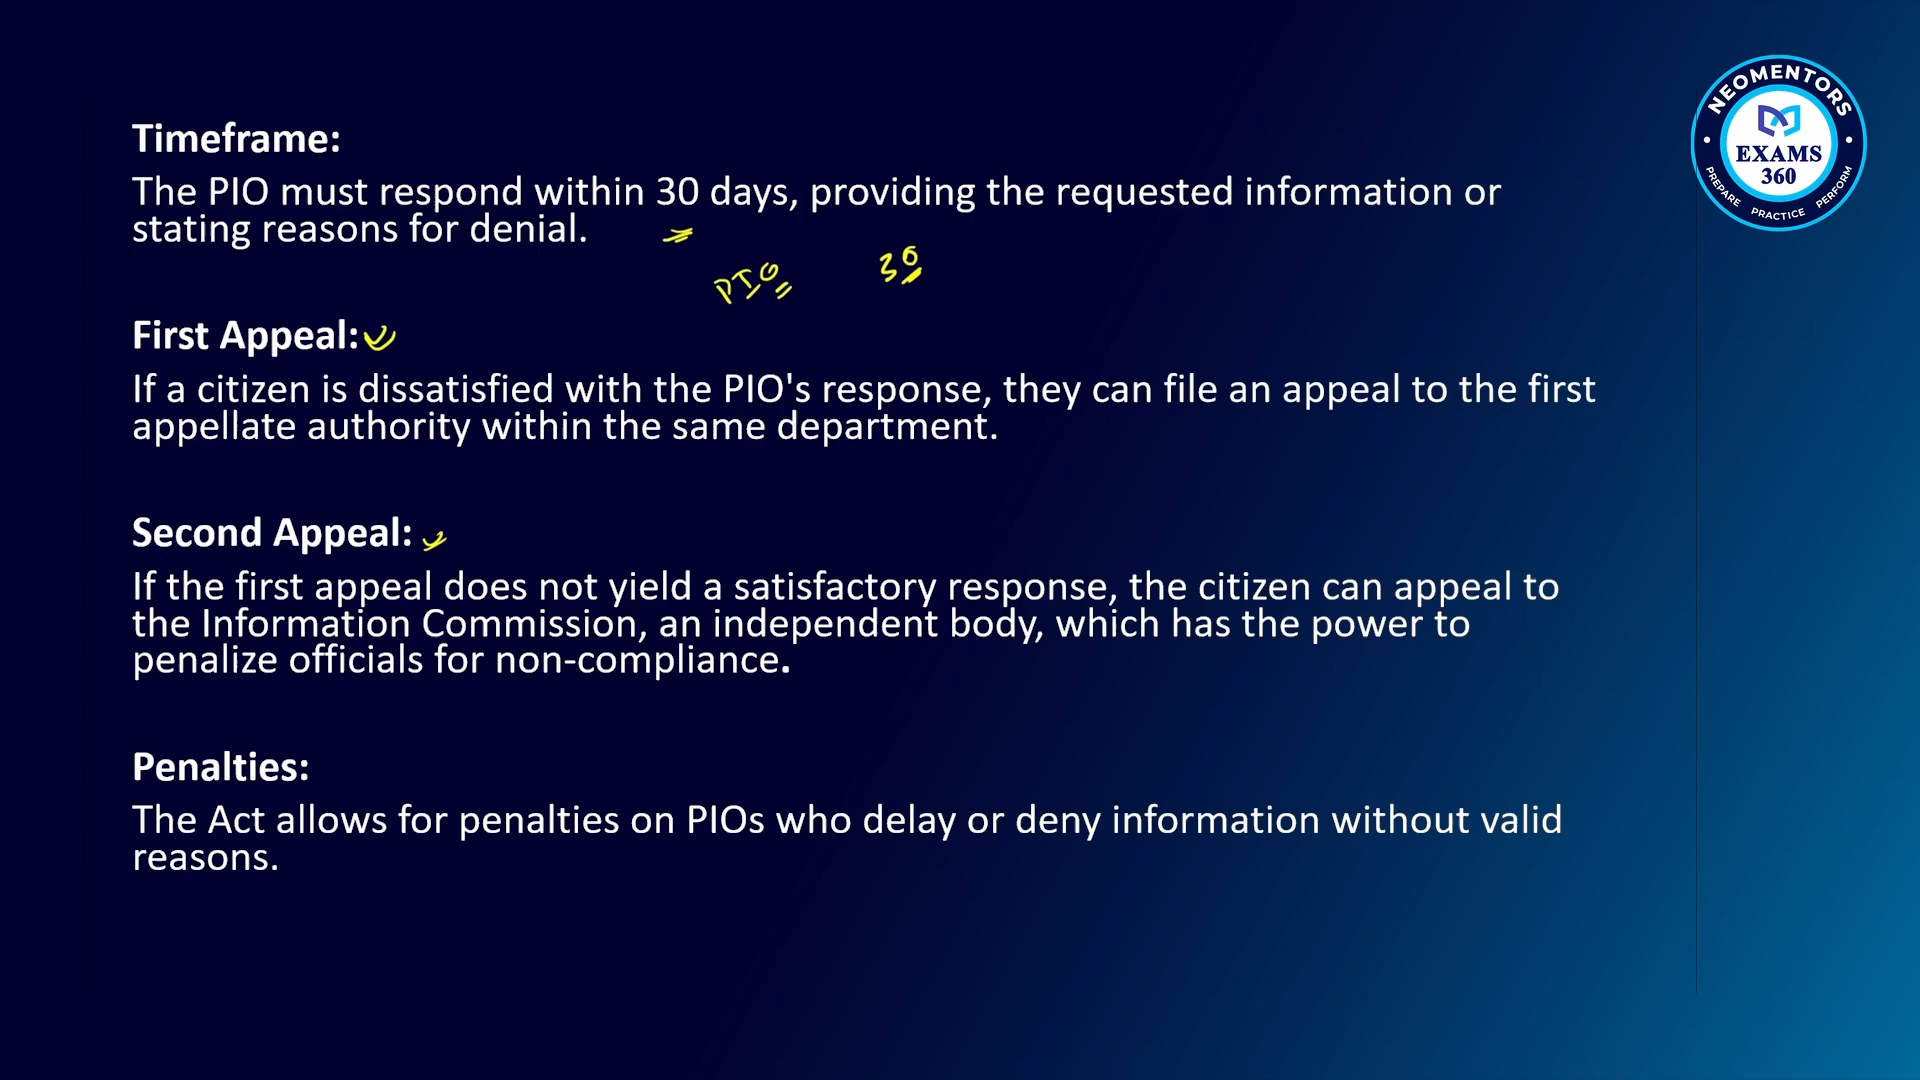 Timeframe:
The PIO must respond within 30 days, providing the requested information or
stating reasons for denial.
PIO
30
First Appeal:
If a citizen is dissatisfied with the PIO's response, they can file an appeal to the first
appellate authority within the same department.
Second Appeal:
If the first appeal does not yield a satisfactory response, the citizen can appeal to
the Information Commission, an independent body, which has the power to
penalize officials for non-compliance.
Penalties:
The Act allows for penalties on PIOs who delay or deny information without valid
reasons.
NEOMENTORS
EXAMS
360
PREPARE PRACTICE PERFORM